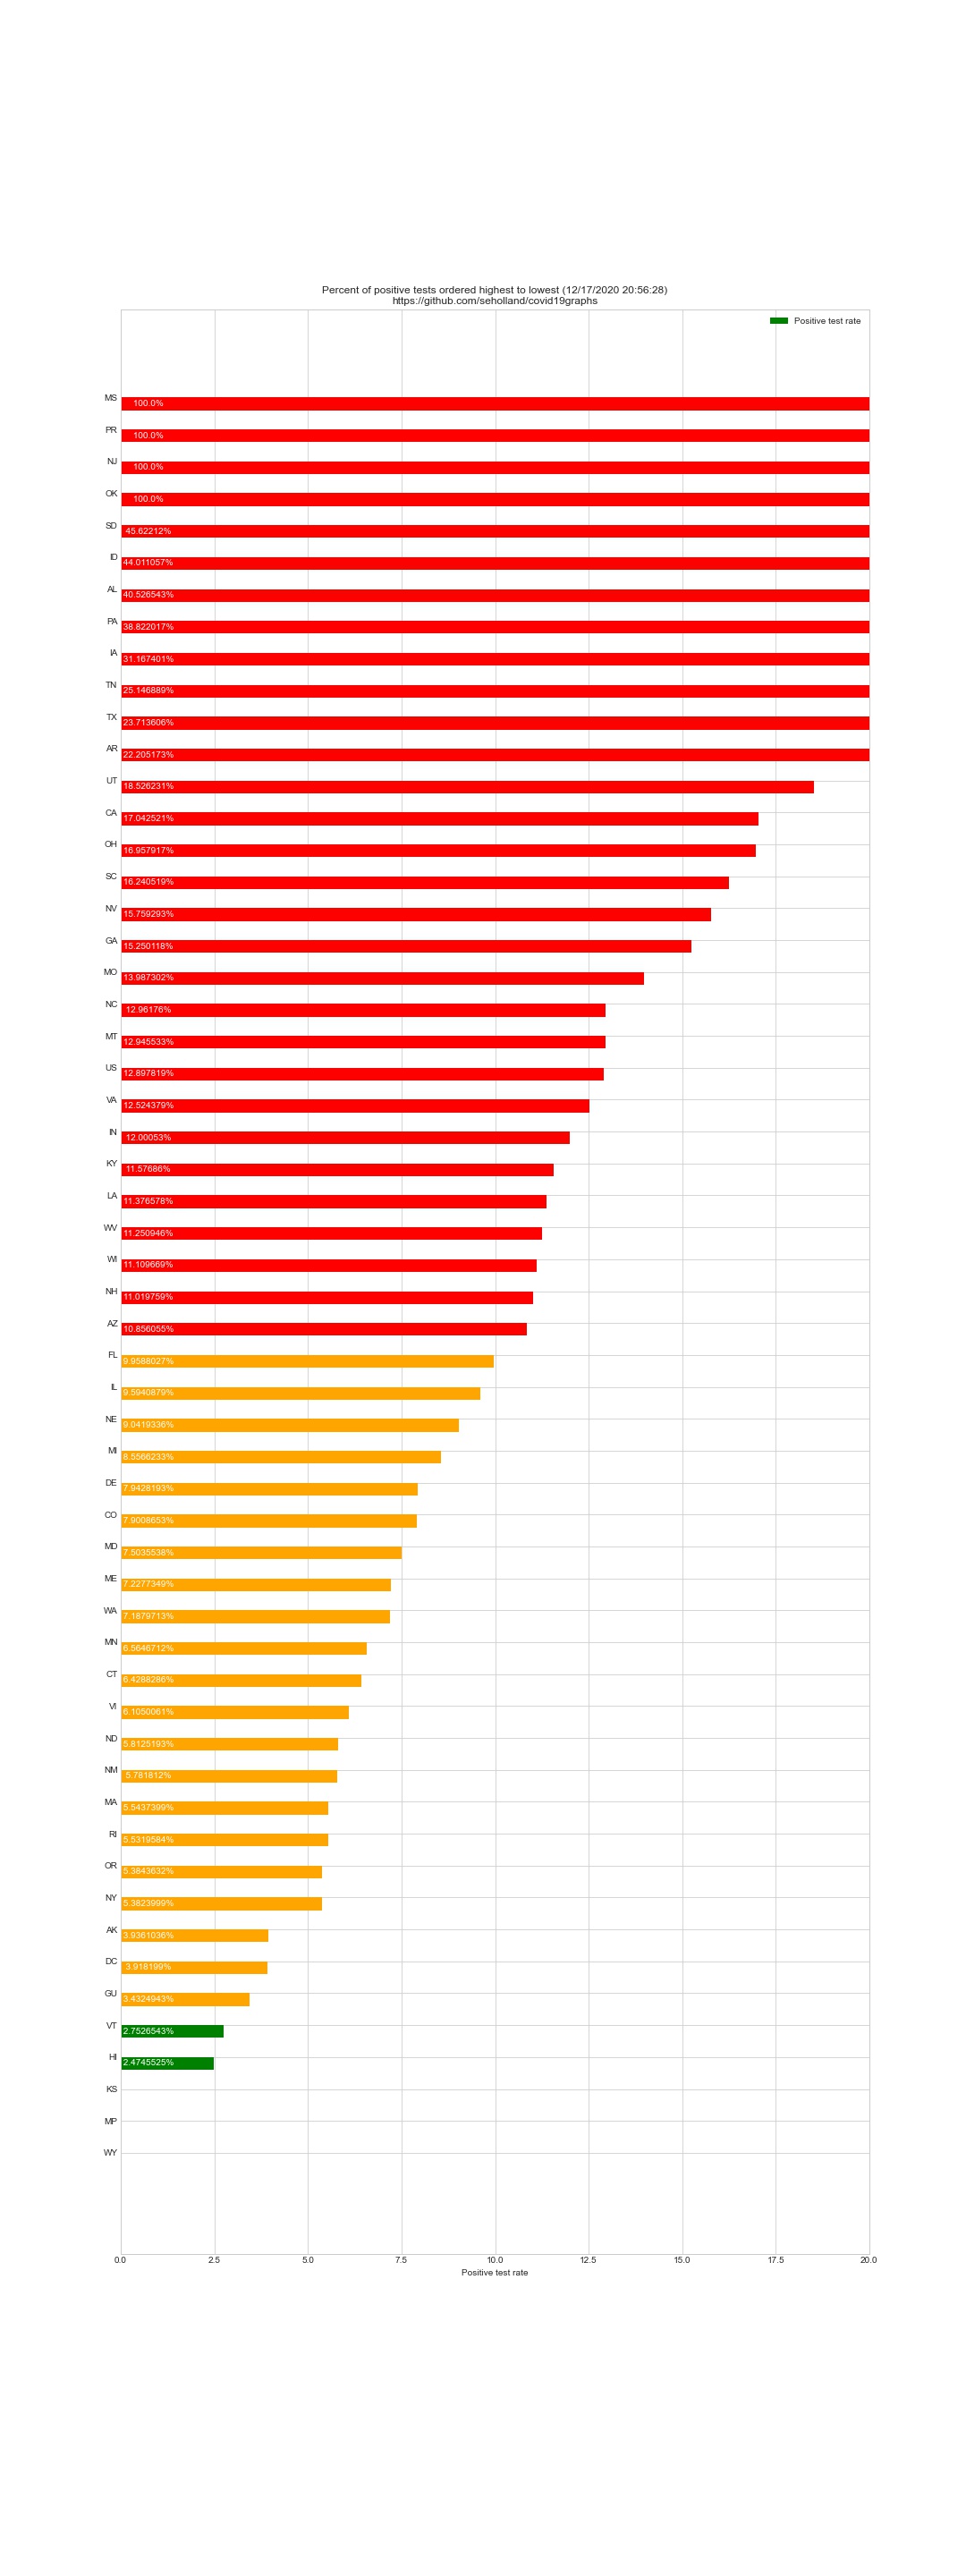 Percent of positive tests ordered highest to lowest (12/17/2020 20:56:28)
https://github.com/seholland/covid19graphs
Positive test rate
MS 100.0%
PR 100.0%
NJ 100.0%
OK 100.0%
SD 45.62212%
ID 44.011057%
AL 40.526543%
PA 38.822017%
IA 31.167401%
TN 25.146889%
TX 23.713606%
AR 22.205173%
UT 18.526231%
CA 17.042521%
OH 16.957917%
SC 16.240519%
NV 15.759293%
GA 15.250118%
MO 13.987302%
NC 12.96176%
MT 12.945533%
US 12.897819%
VA 12.524379%
IN 12.00053%
KY 11.57686%
LA 11.376578%
WV 11.250946%
WI 11.109669%
NH 11.019759%
AZ 10.856055%
FL 9.9588027%
IL 9.5940879%
NE 9.0419336%
MI 8.5566233%
DE 7.9428193%
CO 7.9008653%
MD 7.5035538%
ME 7.2277349%
WA 7.1879713%
MN 6.5646712%
CT 6.4288286%
VI 6.1050061%
ND 5.8125193%
NM 5.781812%
MA 5.5437399%
RI 5.5319584%
OR 5.3843632%
NY 5.3823999%
AK 3.9361036%
DC 3.918199%
GU 3.4324943%
VT 2.7526543%
HI 2.4745525%
KS
MP
WY
0.0 2.5 5.0 7.5 10.0 12.5 15.0 17.5 20.0
Positive test rate